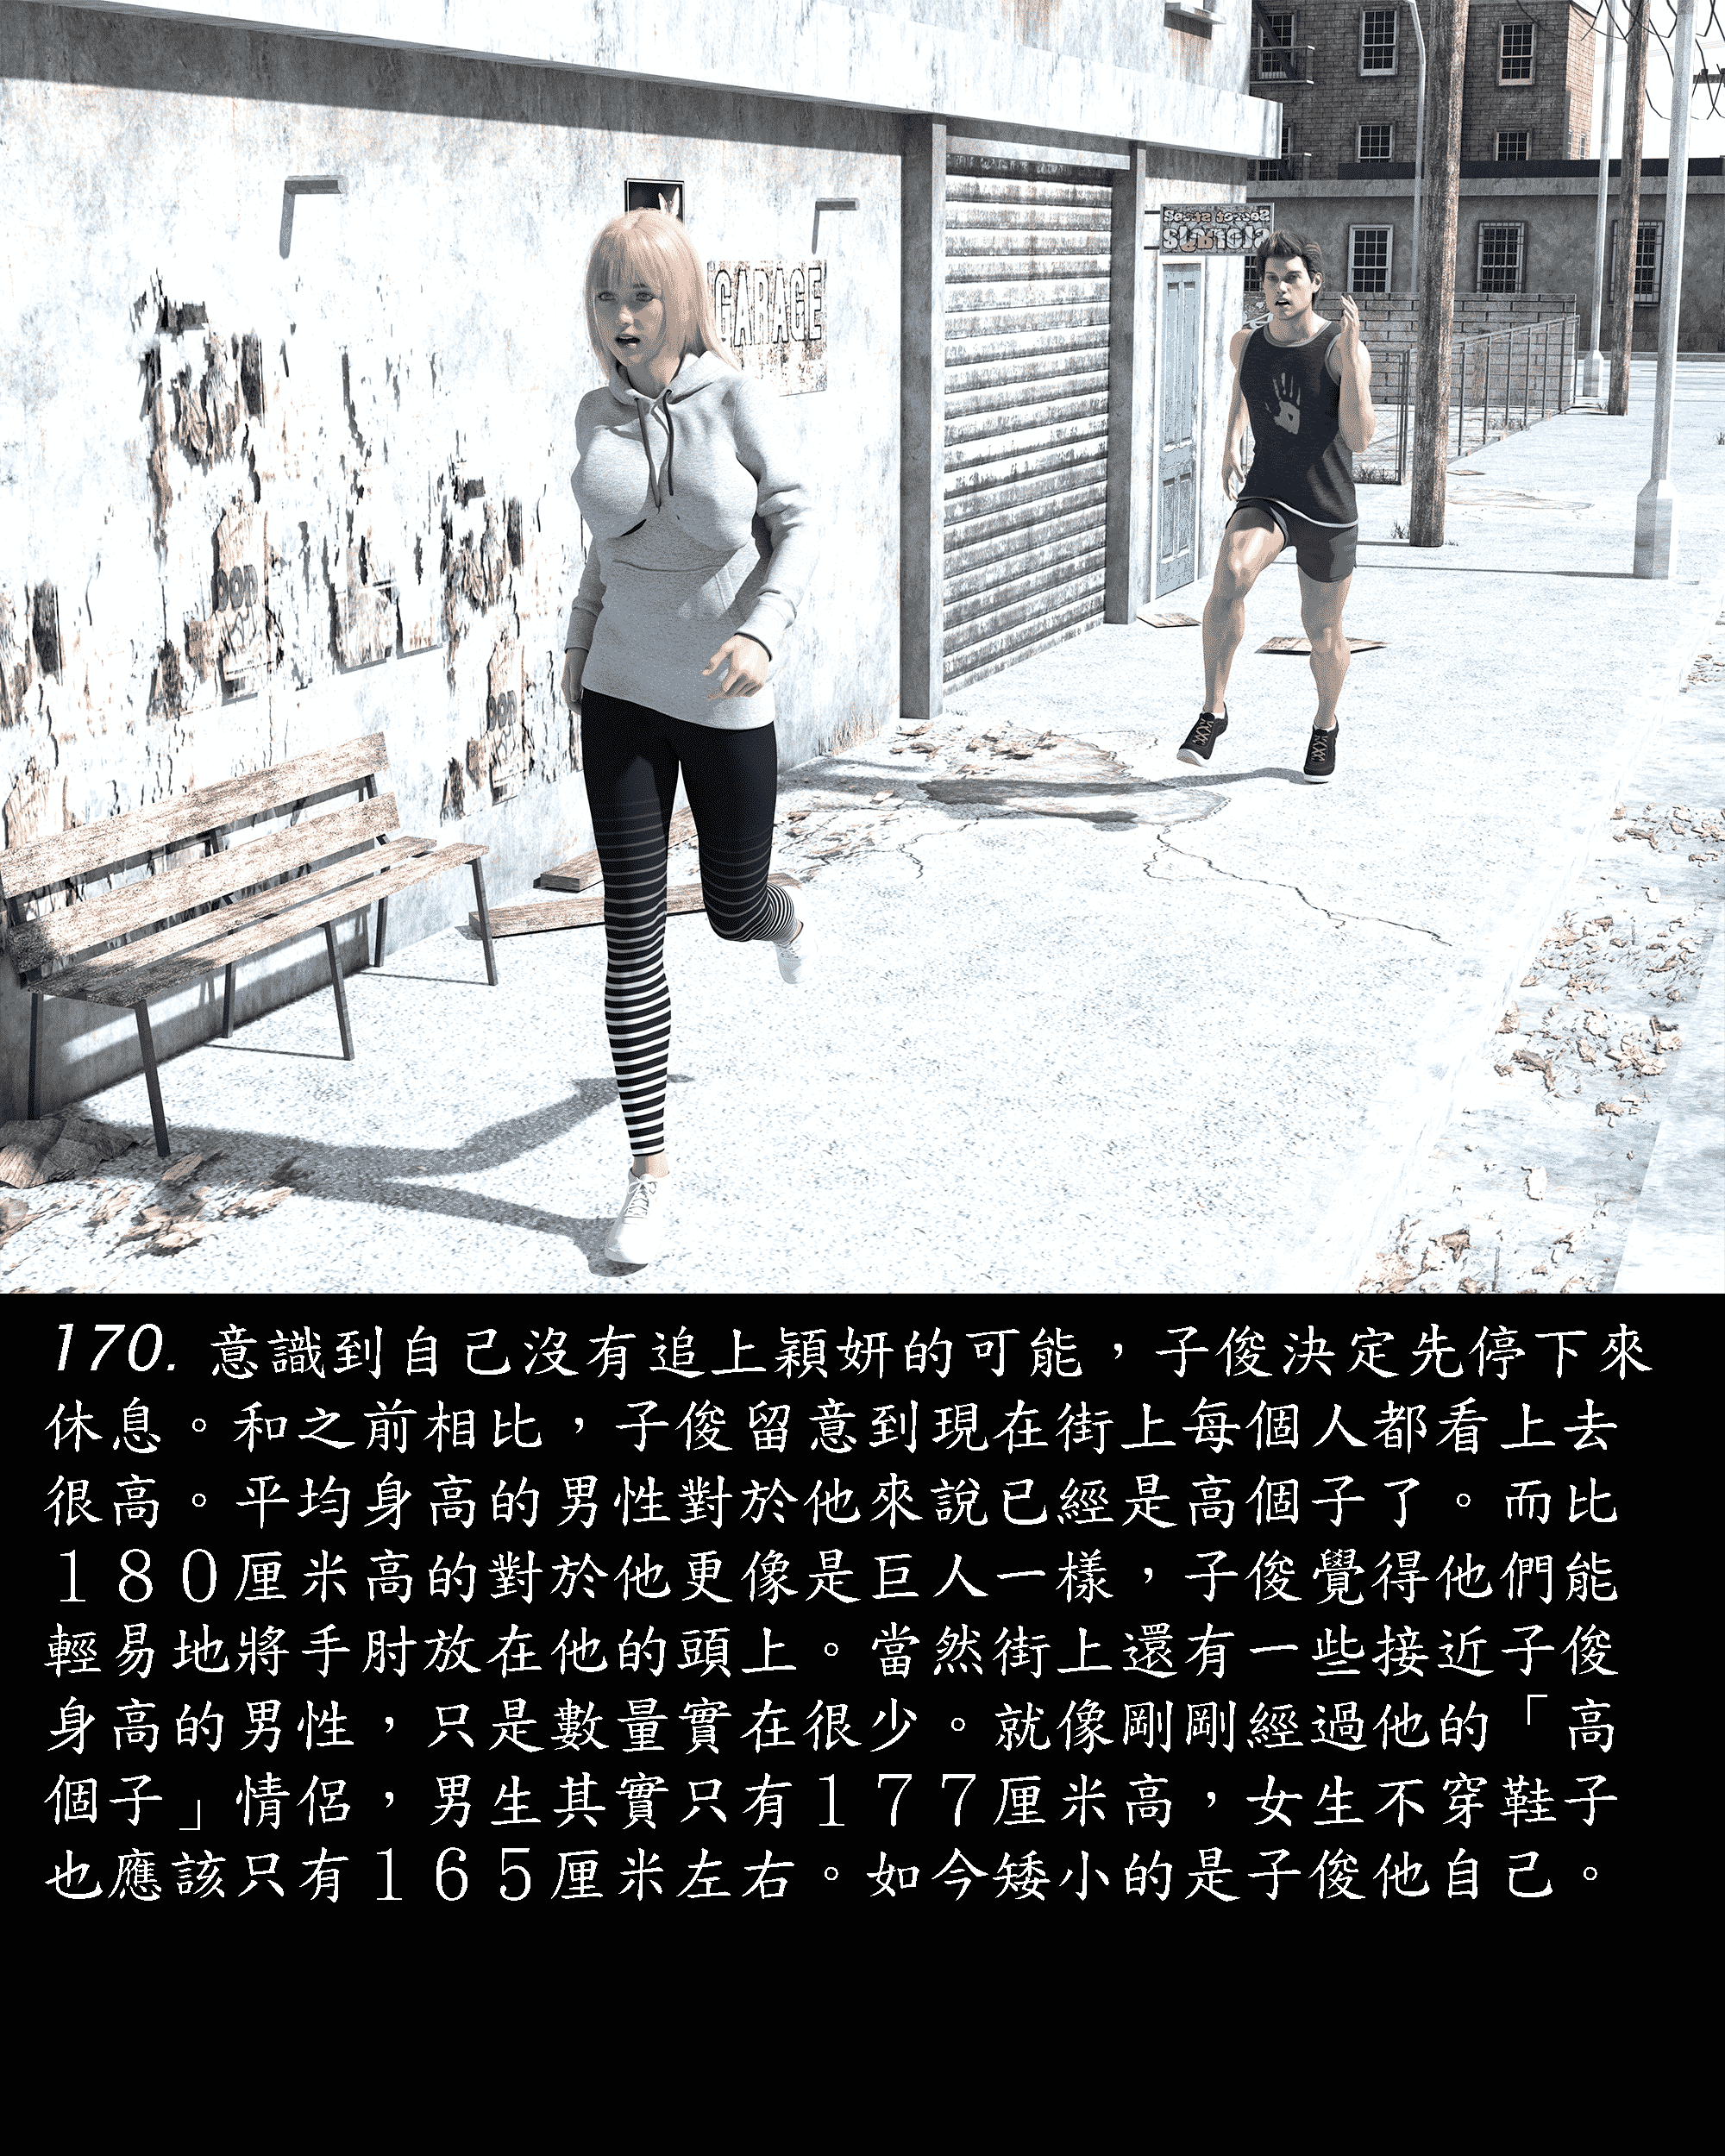 GARAGE
170. 意識到自己沒有追上穎妍的可能，子俊決定先停下來
休息。和之前相比，子俊留意到現在街上每個人都看上去
很高。平均身高的男性對於他來說已經是高個子了。而比
１８０厘米高的對於他更像是巨人一樣，子俊覺得他們能
輕易地將手肘放在他的頭上。當然街上還有一些接近子俊
身高的男性，只是數量實在很少。就像剛剛經過他的「高
個子」情侶，男生其實只有１７７厘米高，女生不穿鞋子
也應該只有１６５厘米左右。如今矮小的是子俊他自己。